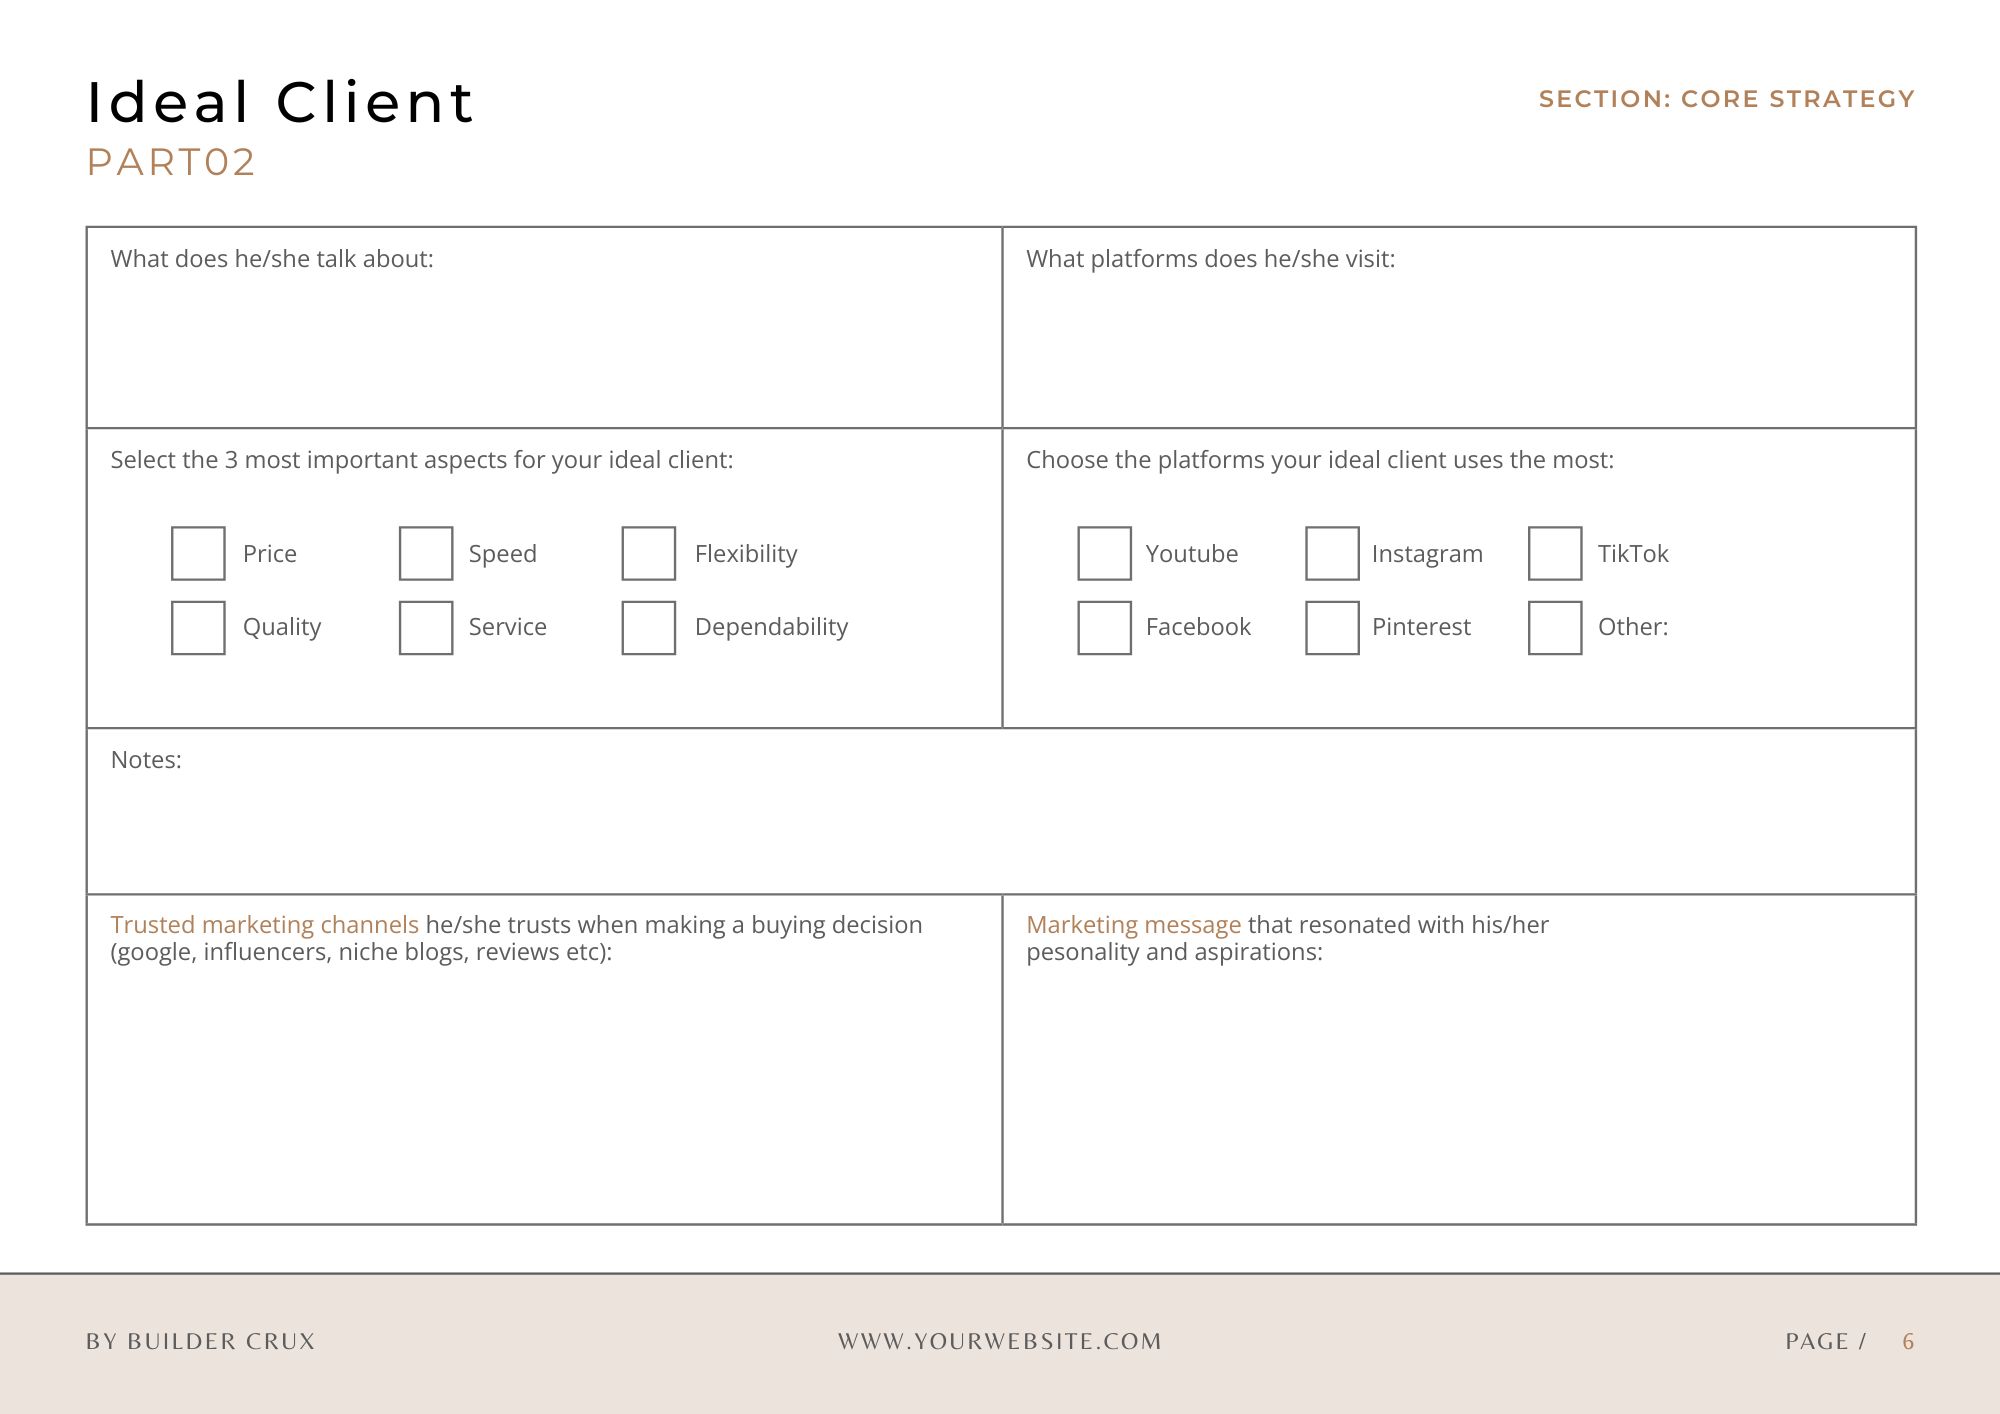 Ideal Client
SECTION: CORE STRATEGY
PART02
What does he/she talk about:
What platforms does he/she visit:
Select the 3 most important aspects for your ideal client:
Price
Speed
Flexibility
Quality
Service
Dependability
Choose the platforms your ideal client uses the most:
Youtube
Instagram
TikTok
Facebook
Pinterest
Other:
Notes:
Trusted marketing channels he/she trusts when making a buying decision
(google, influencers, niche blogs, reviews etc):
Marketing message that resonated with his/her
pesonality and aspirations:
BY BUILDER CRUX
WWW.YOURWEBSITE.COM
PAGE / 6